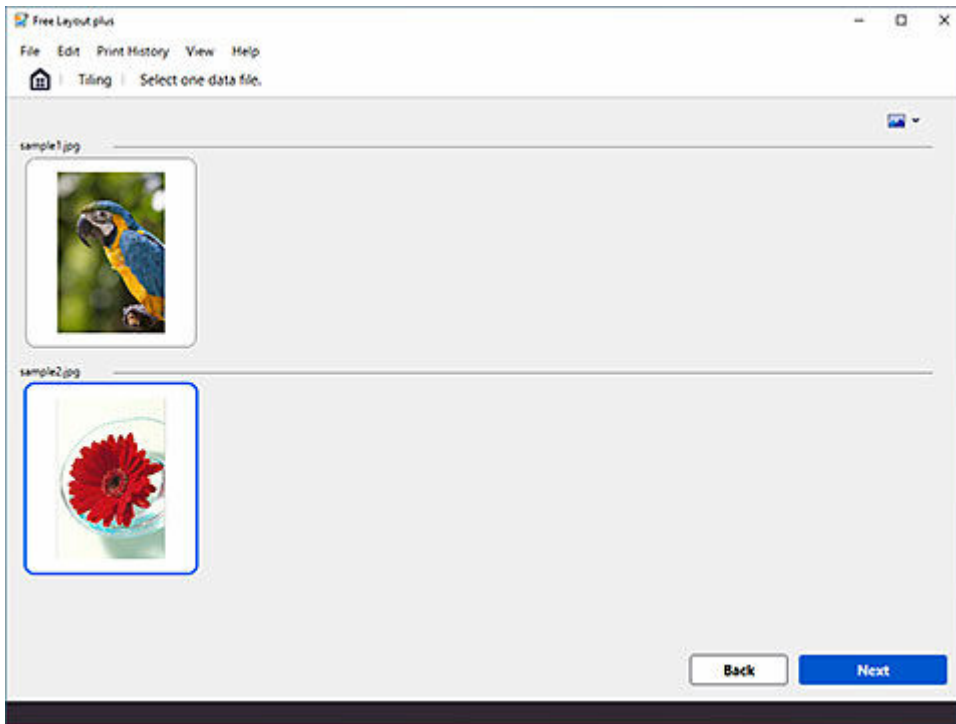 Free Layout plus
File Edit Print History View Help
Tiling Select one data file.
sample1.jpg
sample2.jpg
Back Next